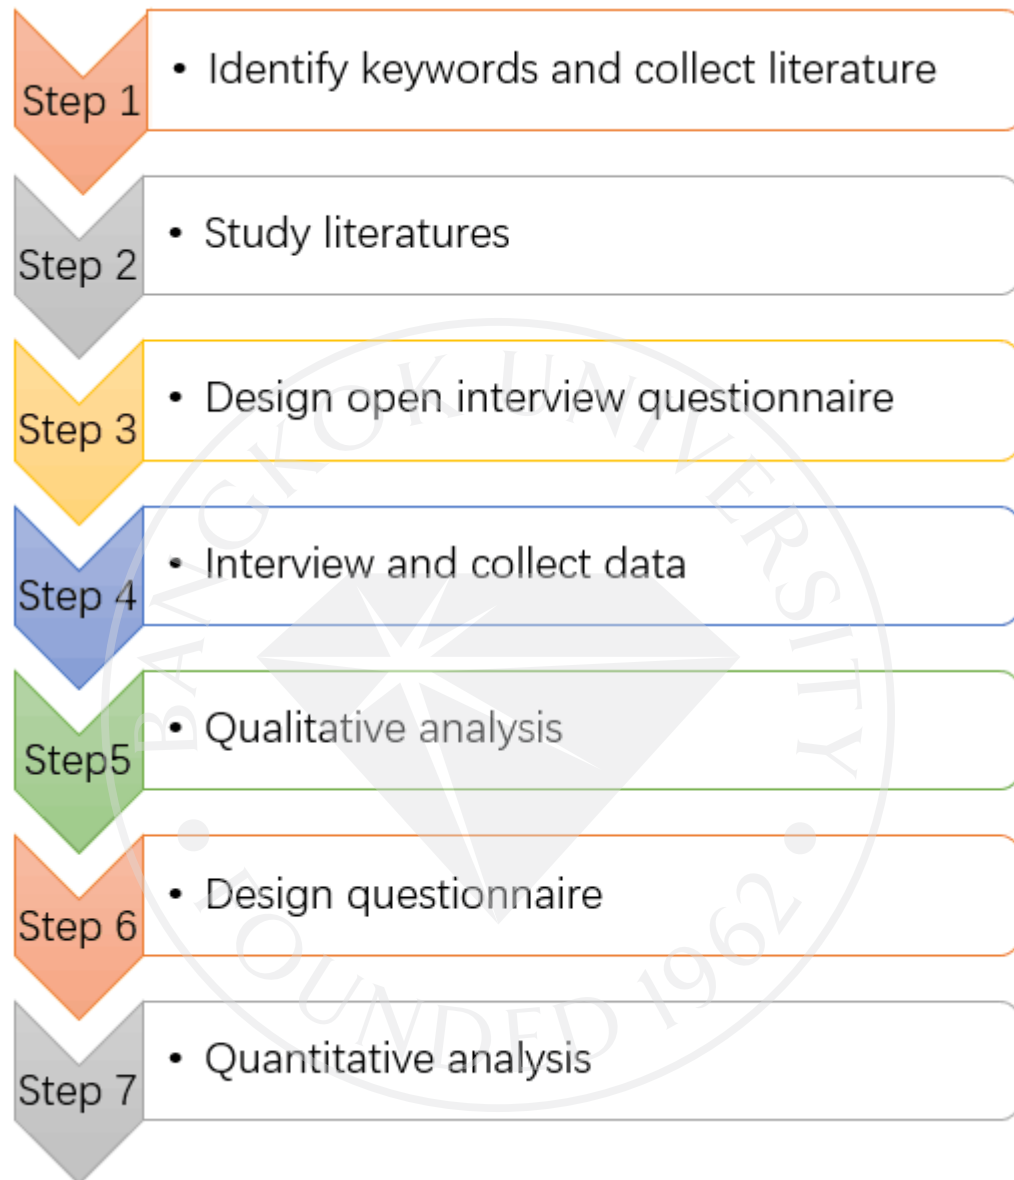 Step 1
• Identify keywords and collect literature
Step 2
• Study literatures
Step 3
• Design open interview questionnaire
Step 4
• Interview and collect data
Step5
• Qualitative analysis
Step 6
• Design questionnaire
Step 7
• Quantitative analysis
BANGKOK UNIVERSITY
• FOUNDED 1962 •